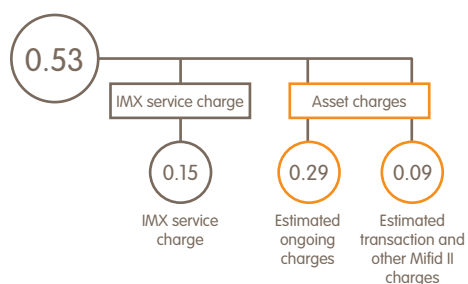 0.53
IMX service charge
Asset charges
0.15
0.29
0.09
IMX service
charge
Estimated
ongoing
charges
Estimated
transaction and
other Mifid II
charges